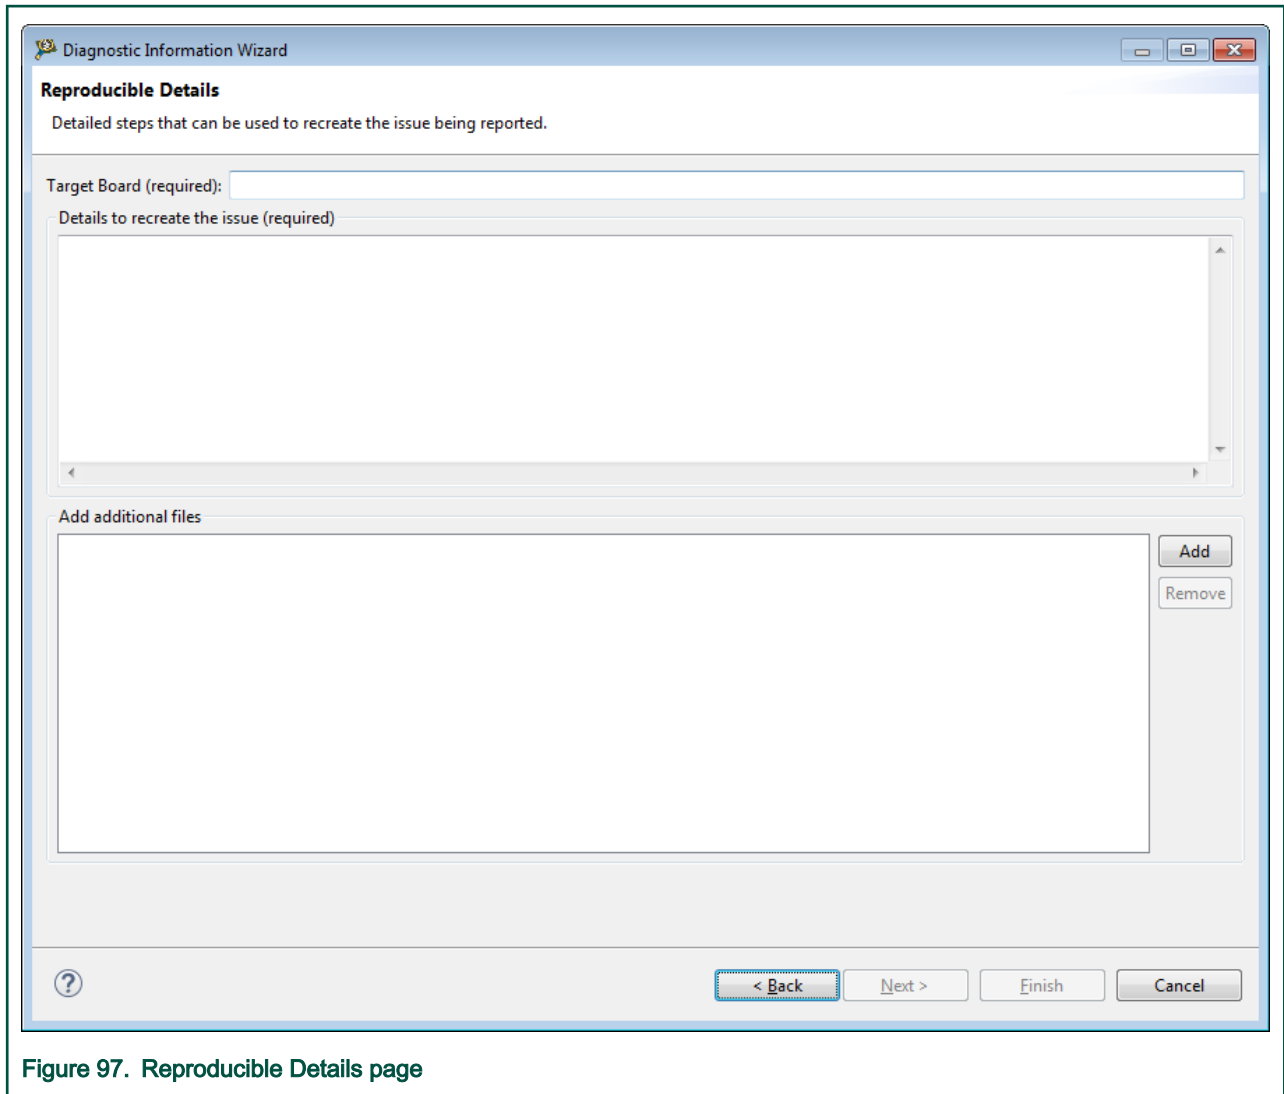 Diagnostic Information Wizard
Reproducible Details
Detailed steps that can be used to recreate the issue being reported.
Target Board (required):
Details to recreate the issue (required)
Add additional files
Add
Remove
< Back Next > Finish Cancel
Figure 97. Reproducible Details page